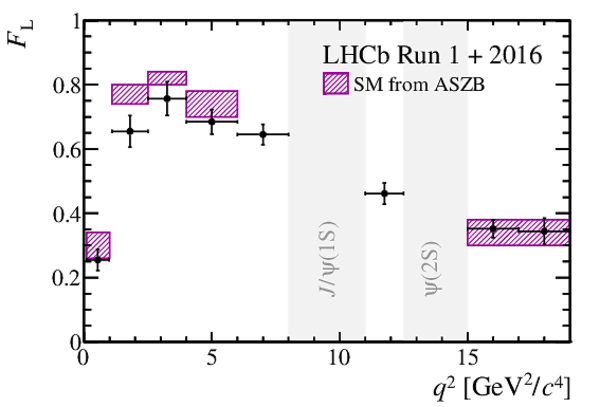 F_L
1
0.8
0.6
0.4
0.2
0
LHCb Run 1 + 2016
SM from ASZB
J/ψ(1S)
ψ(2S)
0 5 10 15
q² [GeV²/c⁴]